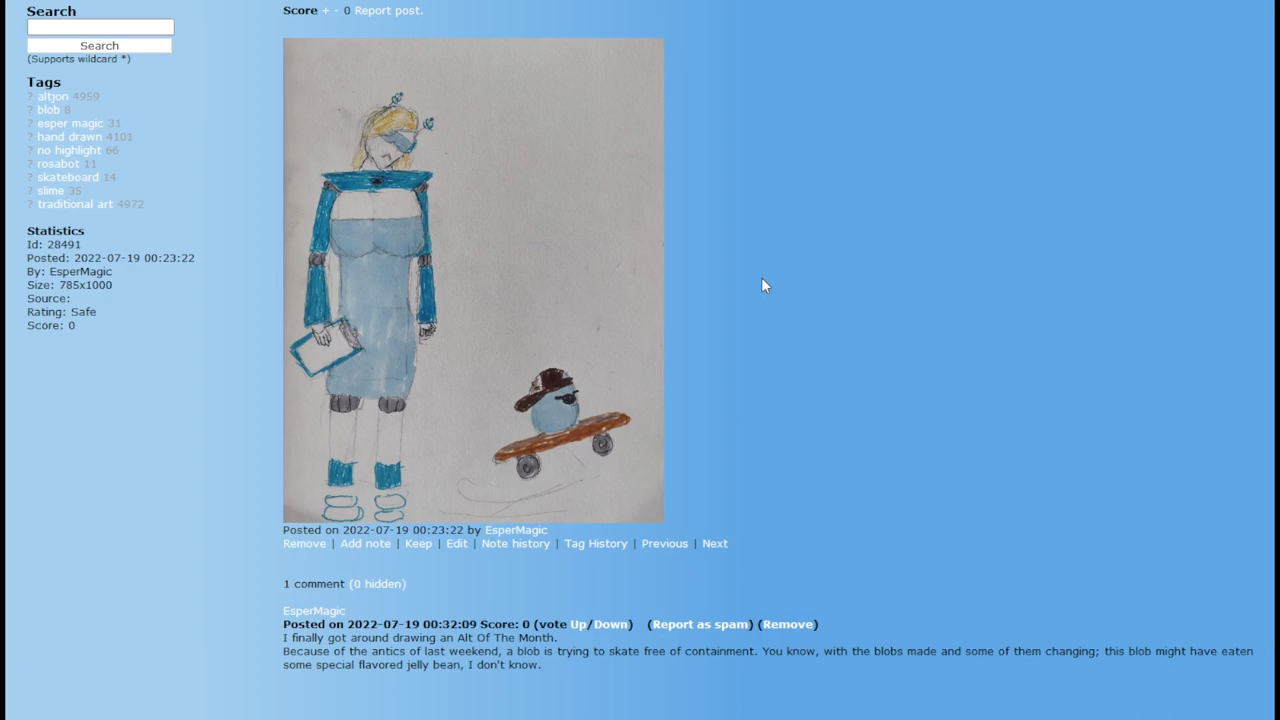 Search
Search
(Supports wildcard *)
Tags
? altjon 4959
? blob 8
? esper magic 31
? hand drawn 4101
? no highlight 66
? rosabot 11
? skateboard 14
? slime 35
? traditional art 4972
Statistics
Id: 28491
Posted: 2022-07-19 00:23:22
By: EsperMagic
Size: 785x1000
Source:
Rating: Safe
Score: 0
Score + - 0 Report post.
Posted on 2022-07-19 00:23:22 by EsperMagic
Remove | Add note | Keep | Edit | Note history | Tag History | Previous | Next
1 comment (0 hidden)
EsperMagic
Posted on 2022-07-19 00:32:09 Score: 0 (vote Up/Down) (Report as spam) (Remove)
I finally got around drawing an Alt Of The Month.
Because of the antics of last weekend, a blob is trying to skate free of containment. You know, with the blobs made and some of them changing; this blob might have eaten
some special flavored jelly bean, I don't know.